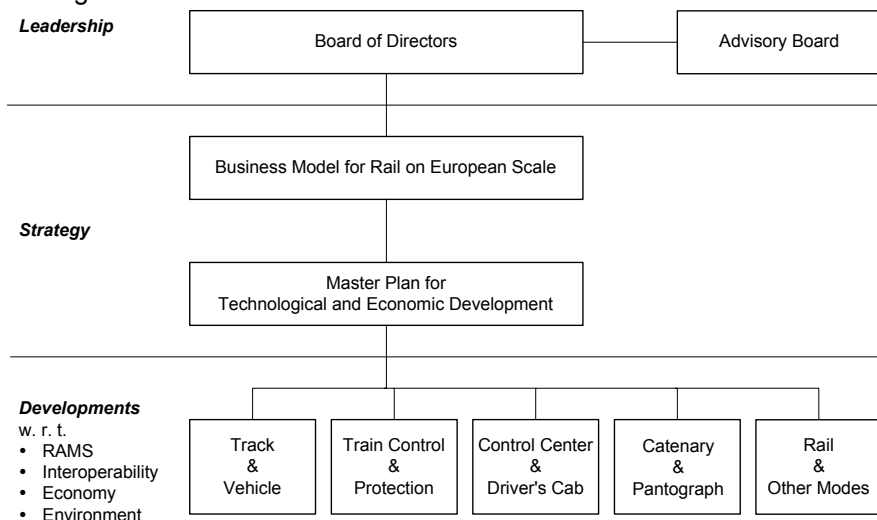 Leadership
Board of Directors
Advisory Board
Business Model for Rail on European Scale
Strategy
Master Plan for
Technological and Economic Development
Developments
w. r. t.
• RAMS
• Interoperability
• Economy
• Environment
Track
&
Vehicle
Train Control
&
Protection
Control Center
&
Driver's Cab
Catenary
&
Pantograph
Rail
&
Other Modes